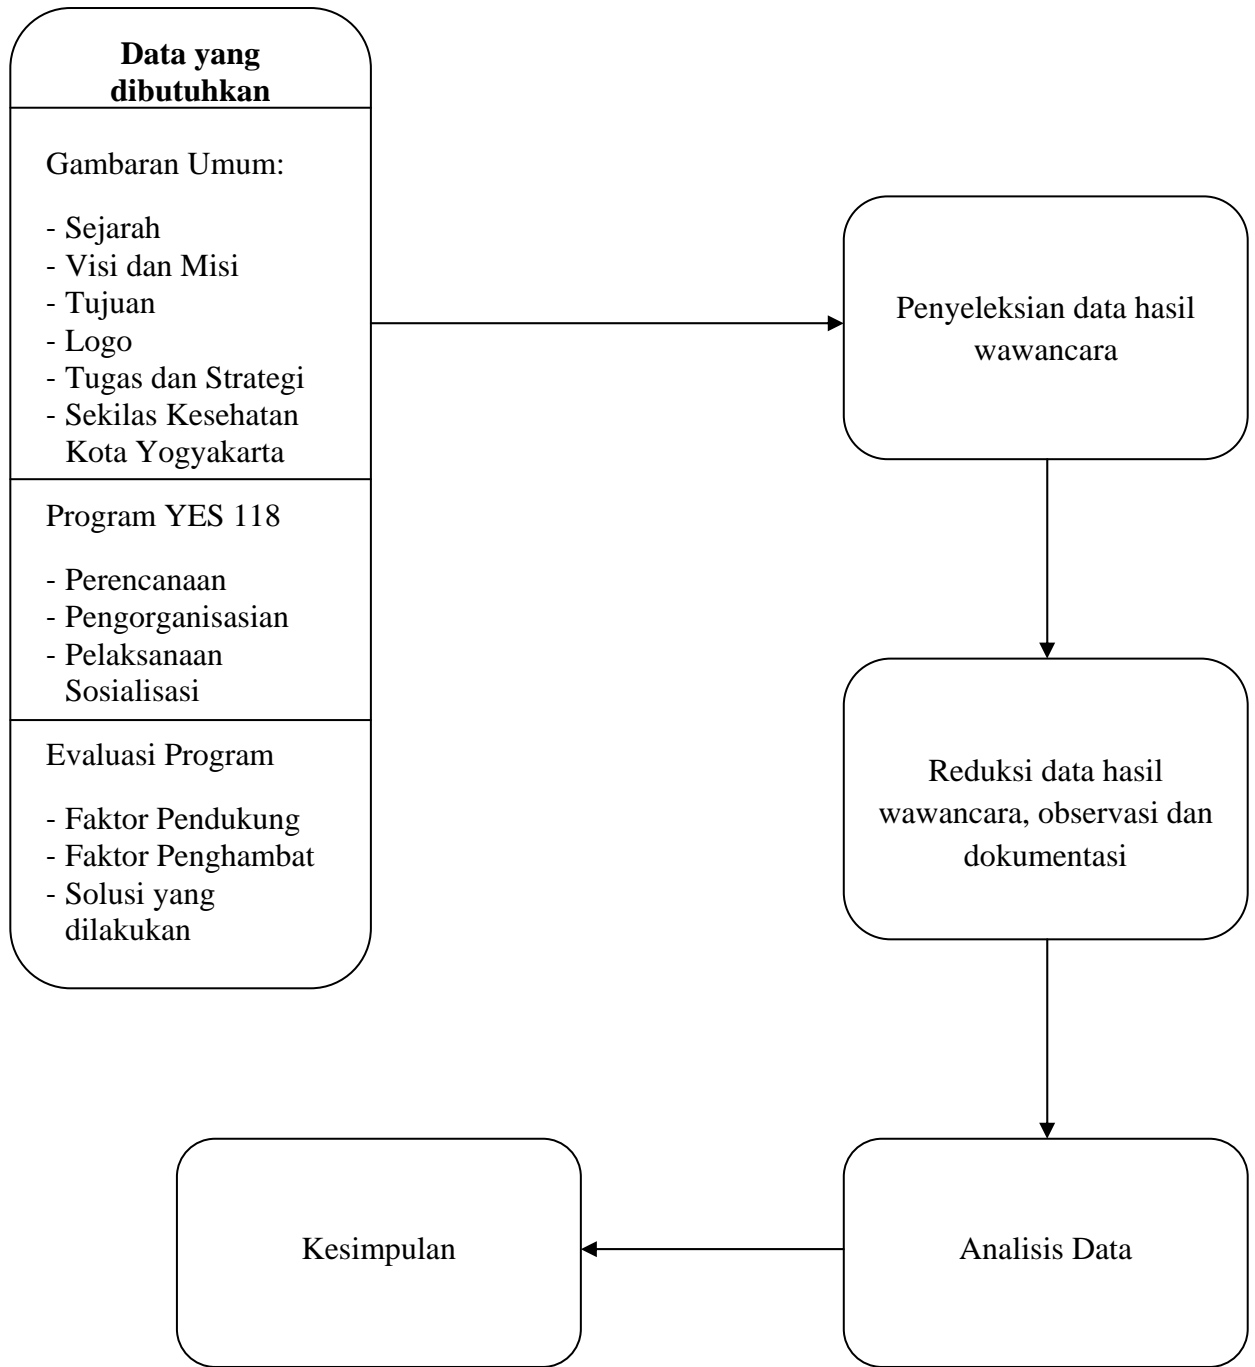 Data yang
dibutuhkan
Gambaran Umum:
- Sejarah
- Visi dan Misi
- Tujuan
- Logo
- Tugas dan Strategi
- Sekilas Kesehatan
Kota Yogyakarta
Program YES 118
- Perencanaan
- Pengorganisasian
- Pelaksanaan
Sosialisasi
Evaluasi Program
- Faktor Pendukung
- Faktor Penghambat
- Solusi yang
dilakukan
Penyeleksian data hasil
wawancara
Reduksi data hasil
wawancara, observasi dan
dokumentasi
Analisis Data
Kesimpulan